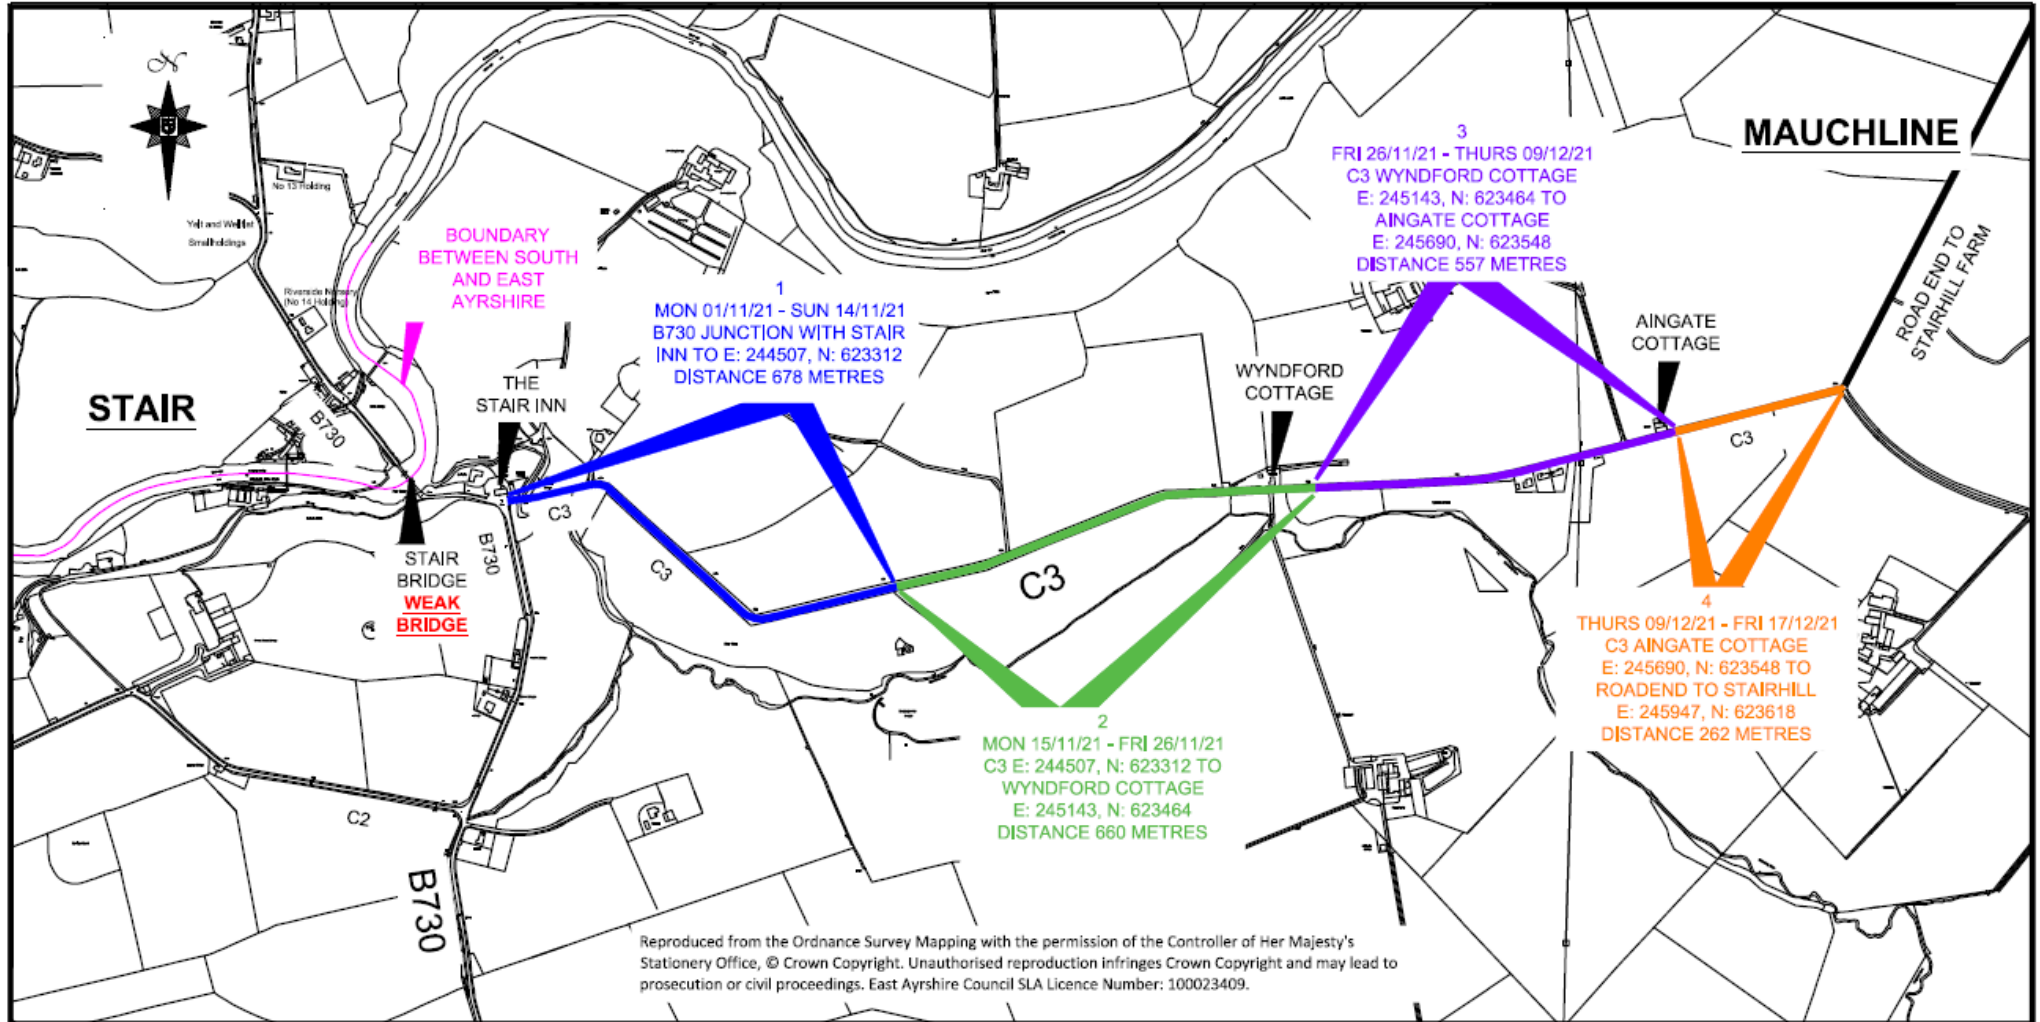 MAUCHLINE
3
FRI 26/11/21 - THURS 09/12/21
C3 WYNDFORD COTTAGE
E: 245143, N: 623464 TO
AINGATE COTTAGE
E: 245690, N: 623548
DISTANCE 557 METRES
No 13 Holding
Smallholdings
BOUNDARY
BETWEEN SOUTH
AND EAST
AYRSHIRE
(No 14 Holding)
1
MON 01/11/21 - SUN 14/11/21
B730 JUNCTION WITH STAIR
INN TO E: 244507, N: 623312
DISTANCE 678 METRES
ROAD END TO
STAIRHILL FARM
AINGATE
COTTAGE
WYNDFORD
COTTAGE
THE
STAIR INN
STAIR
B730
C3
C3
B730
C3
C3
STAIR
BRIDGE
WEAK
BRIDGE
4
THURS 09/12/21 - FRI 17/12/21
C3 AINGATE COTTAGE
E: 245690, N: 623548 TO
ROADEND TO STAIRHILL
E: 245947, N: 623618
DISTANCE 262 METRES
2
MON 15/11/21 - FRI 26/11/21
C3 E: 244507, N: 623312 TO
WYNDFORD COTTAGE
E: 245143, N: 623464
DISTANCE 660 METRES
C2
B730
Reproduced from the Ordnance Survey Mapping with the permission of the Controller of Her Majesty's
Stationery Office, © Crown Copyright. Unauthorised reproduction infringes Crown Copyright and may lead to
prosecution or civil proceedings. East Ayrshire Council SLA Licence Number: 100023409.